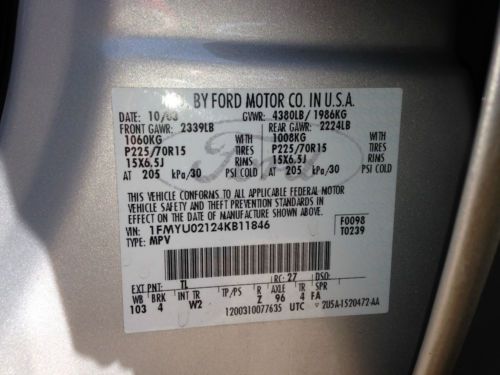 BY FORD MOTOR CO. IN U.S.A.
DATE: 10/03 GVWR: 4380LB/ 1986KG
FRONT GAWR: 2339LB REAR GAWR: 2224LB
1060KG WITH 1008KG WITH
P225/70R15 TIRES P225/70R15 TIRES
15X6.5J RIMS 15X6.5J RIMS
AT 205 kPa/30 PSI COLD AT 205 kPa/30 PSI COLD
THIS VEHICLE CONFORMS TO ALL APPLICABLE FEDERAL MOTOR
VEHICLE SAFETY AND THEFT PREVENTION STANDARDS IN
EFFECT ON THE DATE OF MANUFACTURE SHOWN ABOVE.
VIN: 1FMYU02124KB11846 F0098
TYPE: MPV T0239
EXT PNT: TL RC: 27 DSO:
WB BRK INT TR TP/PS R AXLE TR SPR
103 4 W2 Z 96 4 FA
120031007763S UTC 2U5A-1520472-AA
Ford